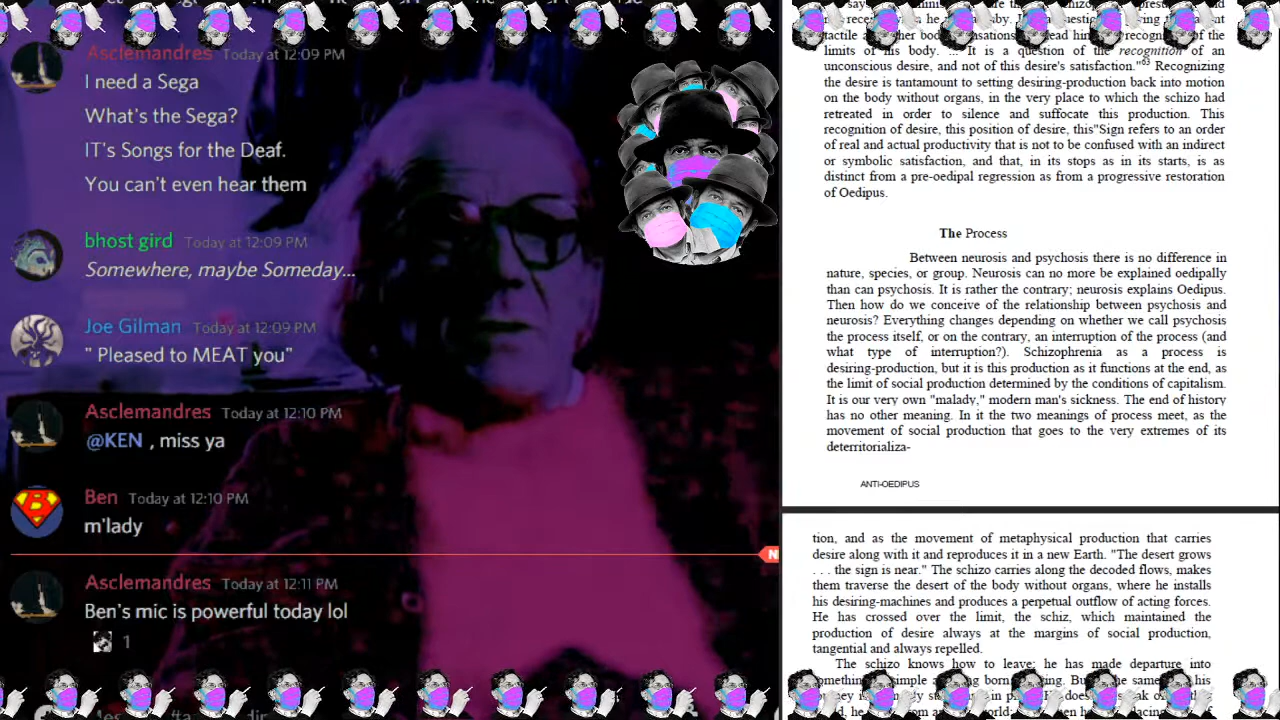 Asclemandres Today at 12:09 PM
I need a Sega
What's the Sega?
IT's Songs for the Deaf.
You can't even hear them
bhost gird Today at 12:09 PM
Somewhere, maybe Someday...
Joe Gilman Today at 12:09 PM
" Pleased to MEAT you"
Asclemandres Today at 12:10 PM
@KEN , miss ya
Ben Today at 12:10 PM
m'lady
N
Asclemandres Today at 12:11 PM
Ben's mic is powerful today lol
1
tactile
limits of his body. ... It is a question of the recognition of an
unconscious desire, and not of this desire's satisfaction."63 Recognizing
the desire is tantamount to setting desiring-production back into motion
on the body without organs, in the very place to which the schizo had
retreated in order to silence and suffocate this production. This
recognition of desire, this position of desire, this"Sign refers to an order
of real and actual productivity that is not to be confused with an indirect
or symbolic satisfaction, and that, in its stops as in its starts, is as
distinct from a pre-oedipal regression as from a progressive restoration
of Oedipus.
The Process
Between neurosis and psychosis there is no difference in
nature, species, or group. Neurosis can no more be explained oedipally
than can psychosis. It is rather the contrary; neurosis explains Oedipus.
Then how do we conceive of the relationship between psychosis and
neurosis? Everything changes depending on whether we call psychosis
the process itself, or on the contrary, an interruption of the process (and
what type of interruption?). Schizophrenia as a process is
desiring-production, but it is this production as it functions at the end, as
the limit of social production determined by the conditions of capitalism.
It is our very own "malady," modern man's sickness. The end of history
has no other meaning. In it the two meanings of process meet, as the
movement of social production that goes to the very extremes of its
deterritorializa-
ANTI-OEDIPUS
tion, and as the movement of metaphysical production that carries
desire along with it and reproduces it in a new Earth. "The desert grows
. . . the sign is near." The schizo carries along the decoded flows, makes
them traverse the desert of the body without organs, where he installs
his desiring-machines and produces a perpetual outflow of acting forces.
He has crossed over the limit, the schiz, which maintained the
production of desire always at the margins of social production,
tangential and always repelled.
The schizo knows how to leave: he has made departure into